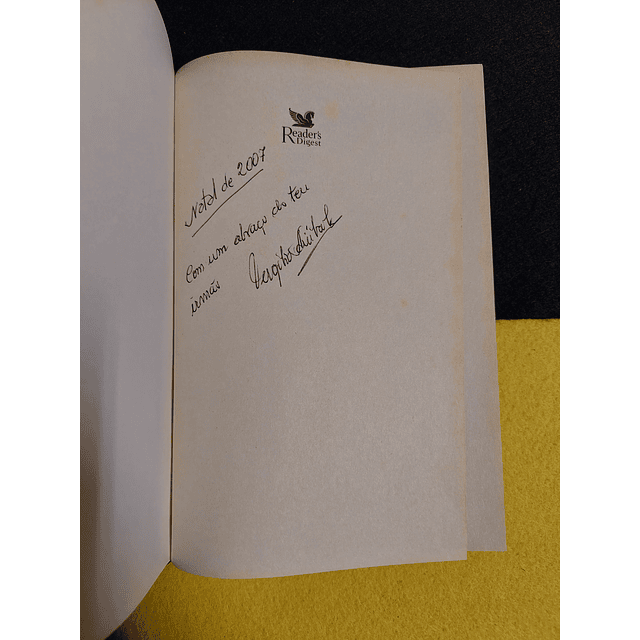 Reader's
Digest
Natal de 2007
Com um abraço do teu
irmão